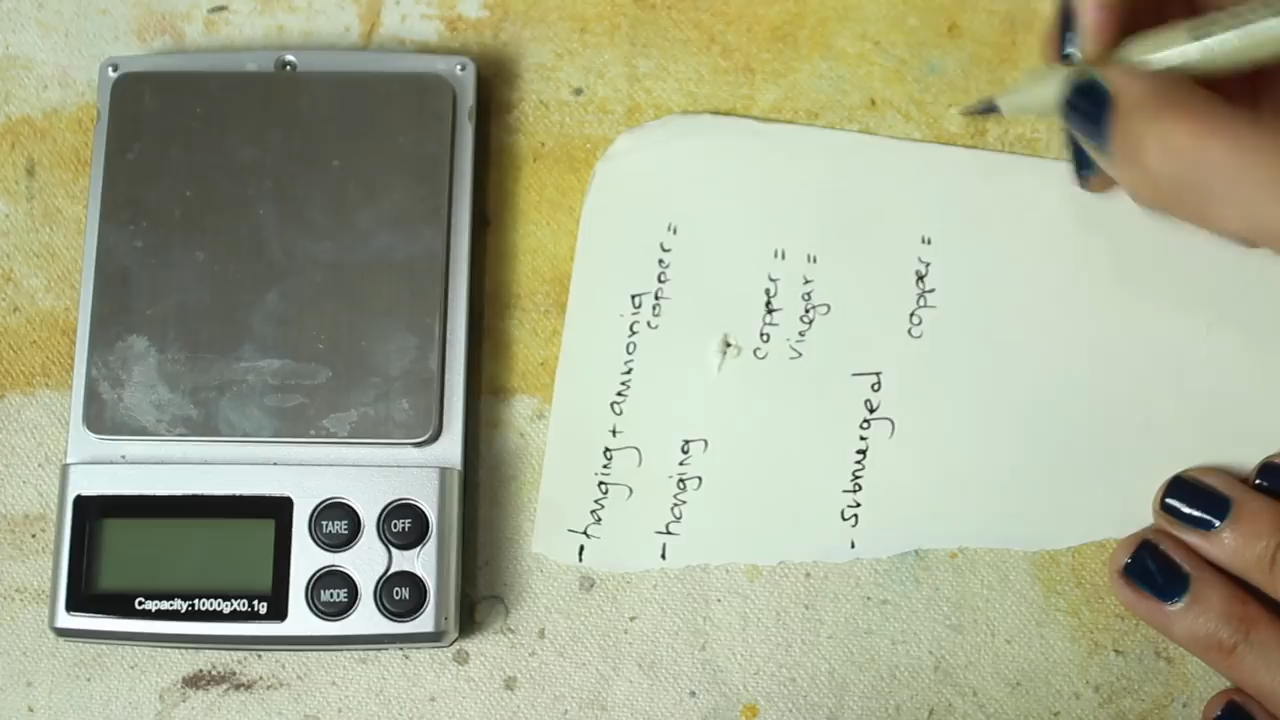 - hanging + ammonia
copper =
- hanging
copper =
vinegar =
- submerged
copper =
TARE
OFF
MODE
ON
Capacity:1000gX0.1g